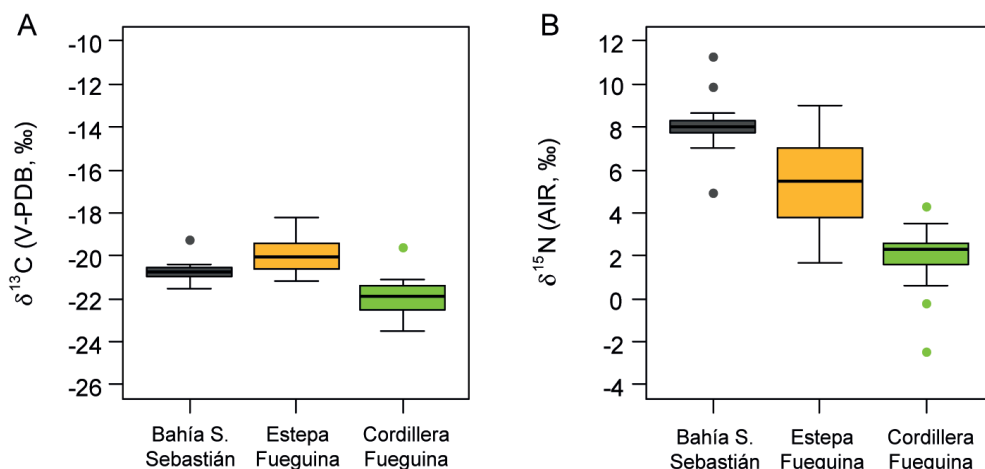 A
δ13C (V-PDB, ‰)
-10
-12
-14
-16
-18
-20
-22
-24
-26
Bahía S.
Sebastián
Estepa
Fueguina
Cordillera
Fueguina
B
δ15N (AIR, ‰)
12
10
8
6
4
2
0
-2
-4
Bahía S.
Sebastián
Estepa
Fueguina
Cordillera
Fueguina